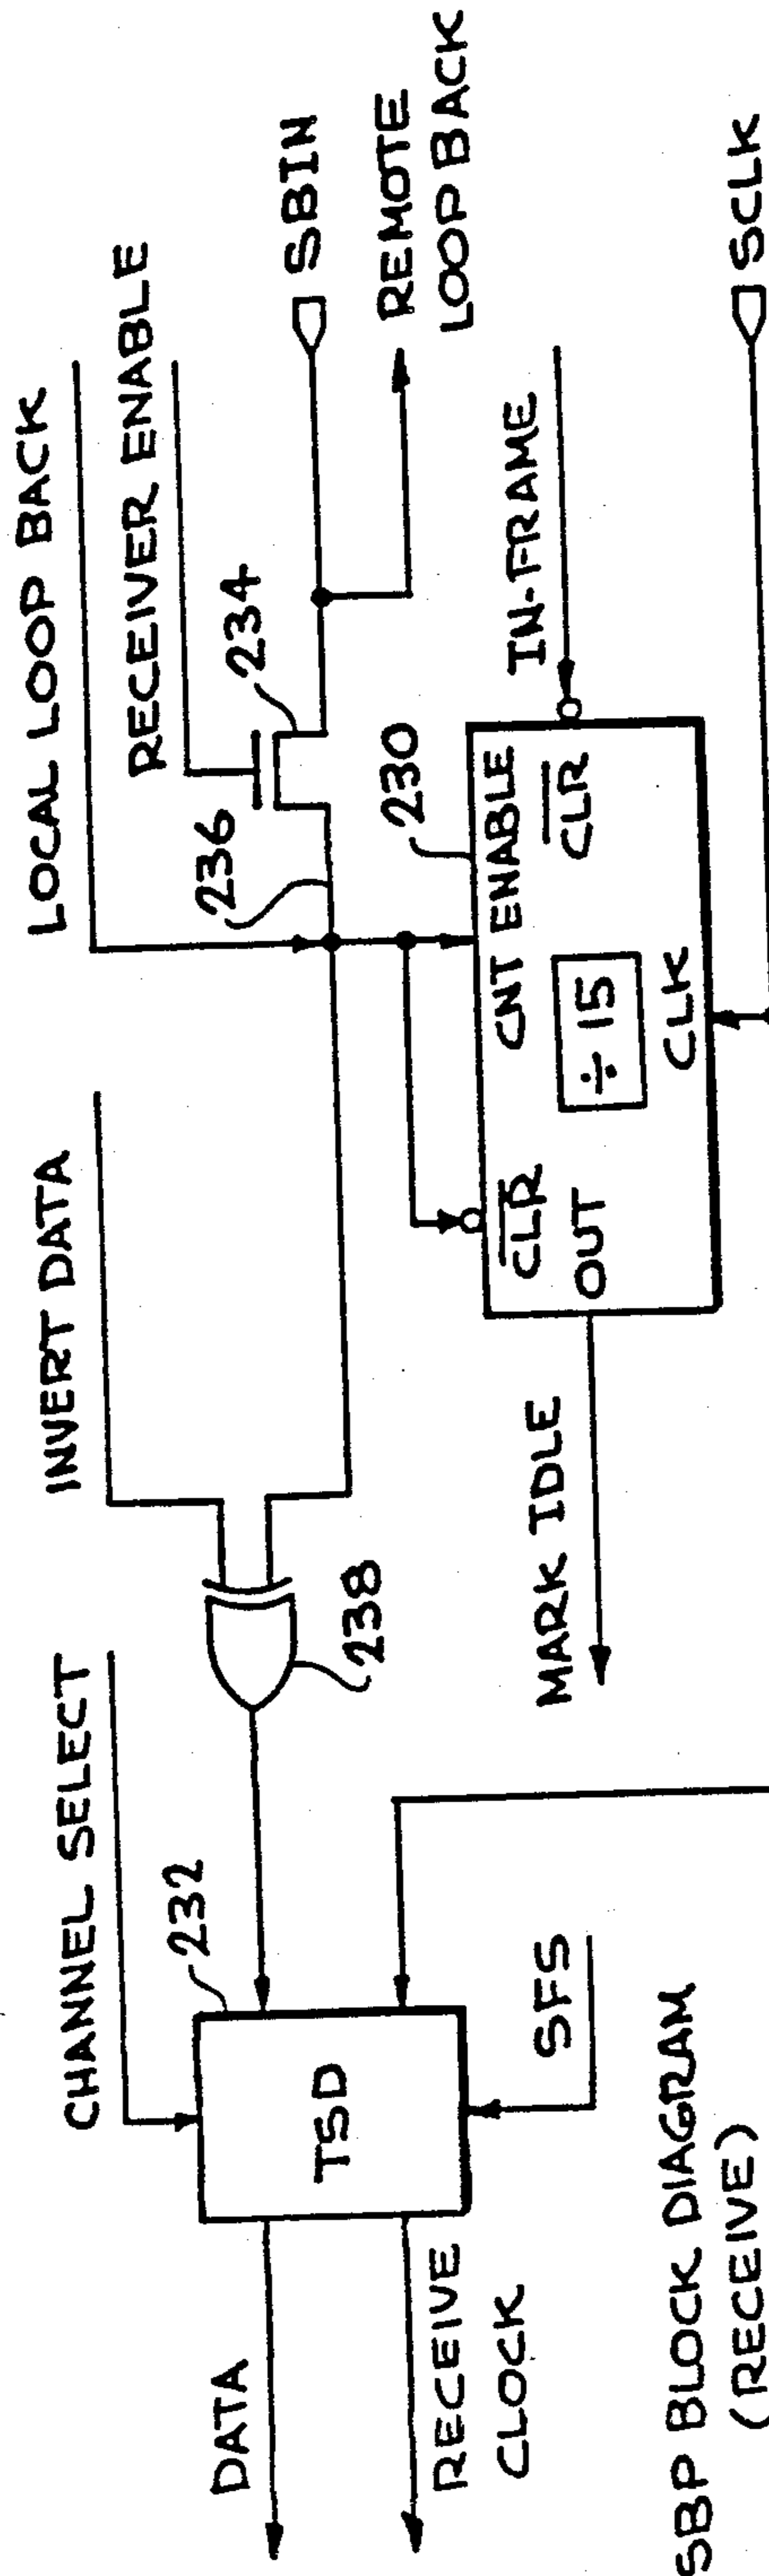 LOCAL LOOP BACK
RECEIVER ENABLE
INVERT DATA
CHANNEL SELECT
234
SBIN
236
REMOTE
LOOP BACK
238
232
TSD
DATA
RECEIVE
CLOCK
SFS
MARK IDLE
230
CNT ENABLE
CLR
CLR
OUT
÷ 15
CLK
IN-FRAME
SCLK
SBP BLOCK DIAGRAM
(RECEIVE)